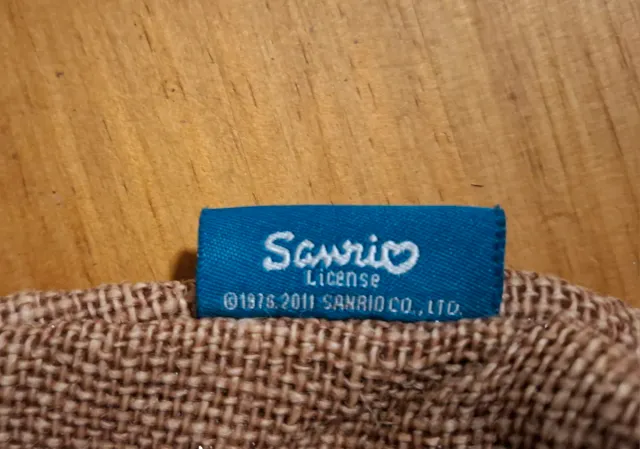 Sanrio
License
©1976.2011 SANRIO CO., LTD.